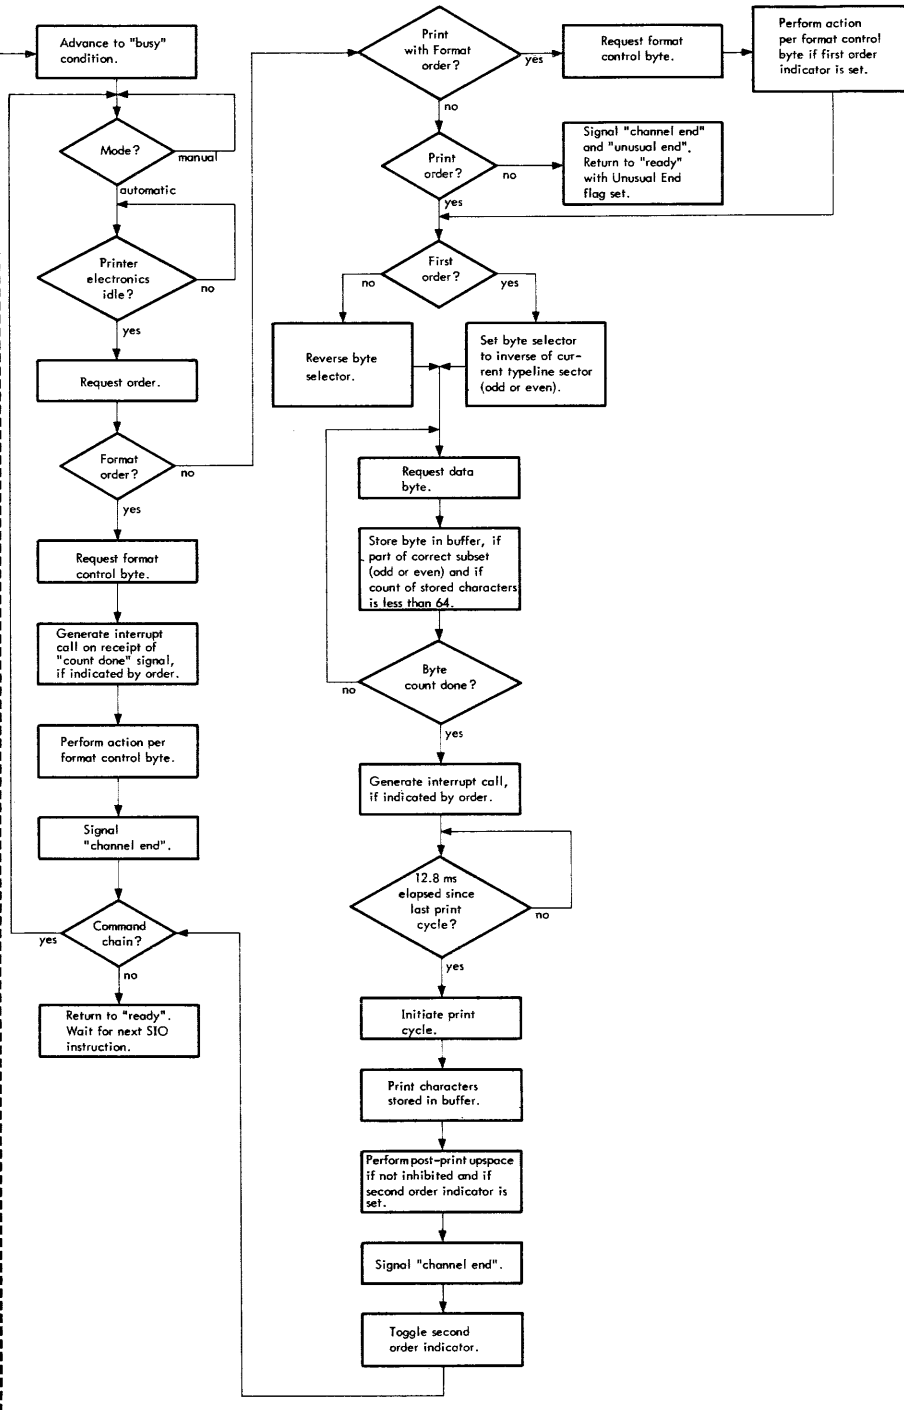 Advance to "busy"
condition.
Mode?
manual
automatic
Printer
electronics
idle?
no
yes
Request order.
Format
order?
no
yes
Request format
control byte.
Generate interrupt
call on receipt of
"count done" signal,
if indicated by order.
Perform action per
format control byte.
Signal
"channel end".
Command
chain?
yes
no
Return to "ready".
Wait for next SIO
instruction.
Print
with Format
order?
yes
no
Request format
control byte.
Perform action
per format control
byte if first order
indicator is set.
Print
order?
no
yes
Signal "channel end"
and "unusual end".
Return to "ready"
with Unusual End
flag set.
First
order?
no
yes
Reverse byte
selector.
Set byte selector
to inverse of cur-
rent typeline sector
(odd or even).
Request data
byte.
Store byte in buffer, if
part of correct subset
(odd or even) and if
count of stored characters
is less than 64.
Byte
count done?
no
yes
Generate interrupt call,
if indicated by order.
12.8 ms
elapsed since
last print
cycle?
no
yes
Initiate print
cycle.
Print characters
stored in buffer.
Perform post-print upspace
if not inhibited and if
second order indicator is
set.
Signal "channel end".
Toggle second
order indicator.